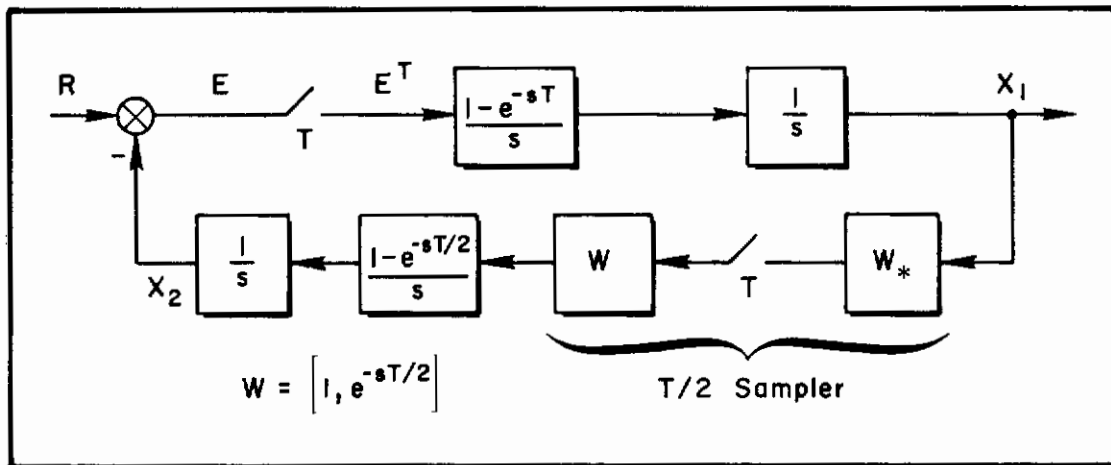 R
E
T
E^T
1-e^{-sT}
s
1
s
X_1
-
X_2
1
s
1-e^{-sT/2}
s
W
T
W_*
W = [1, e^{-sT/2}]
T/2 Sampler